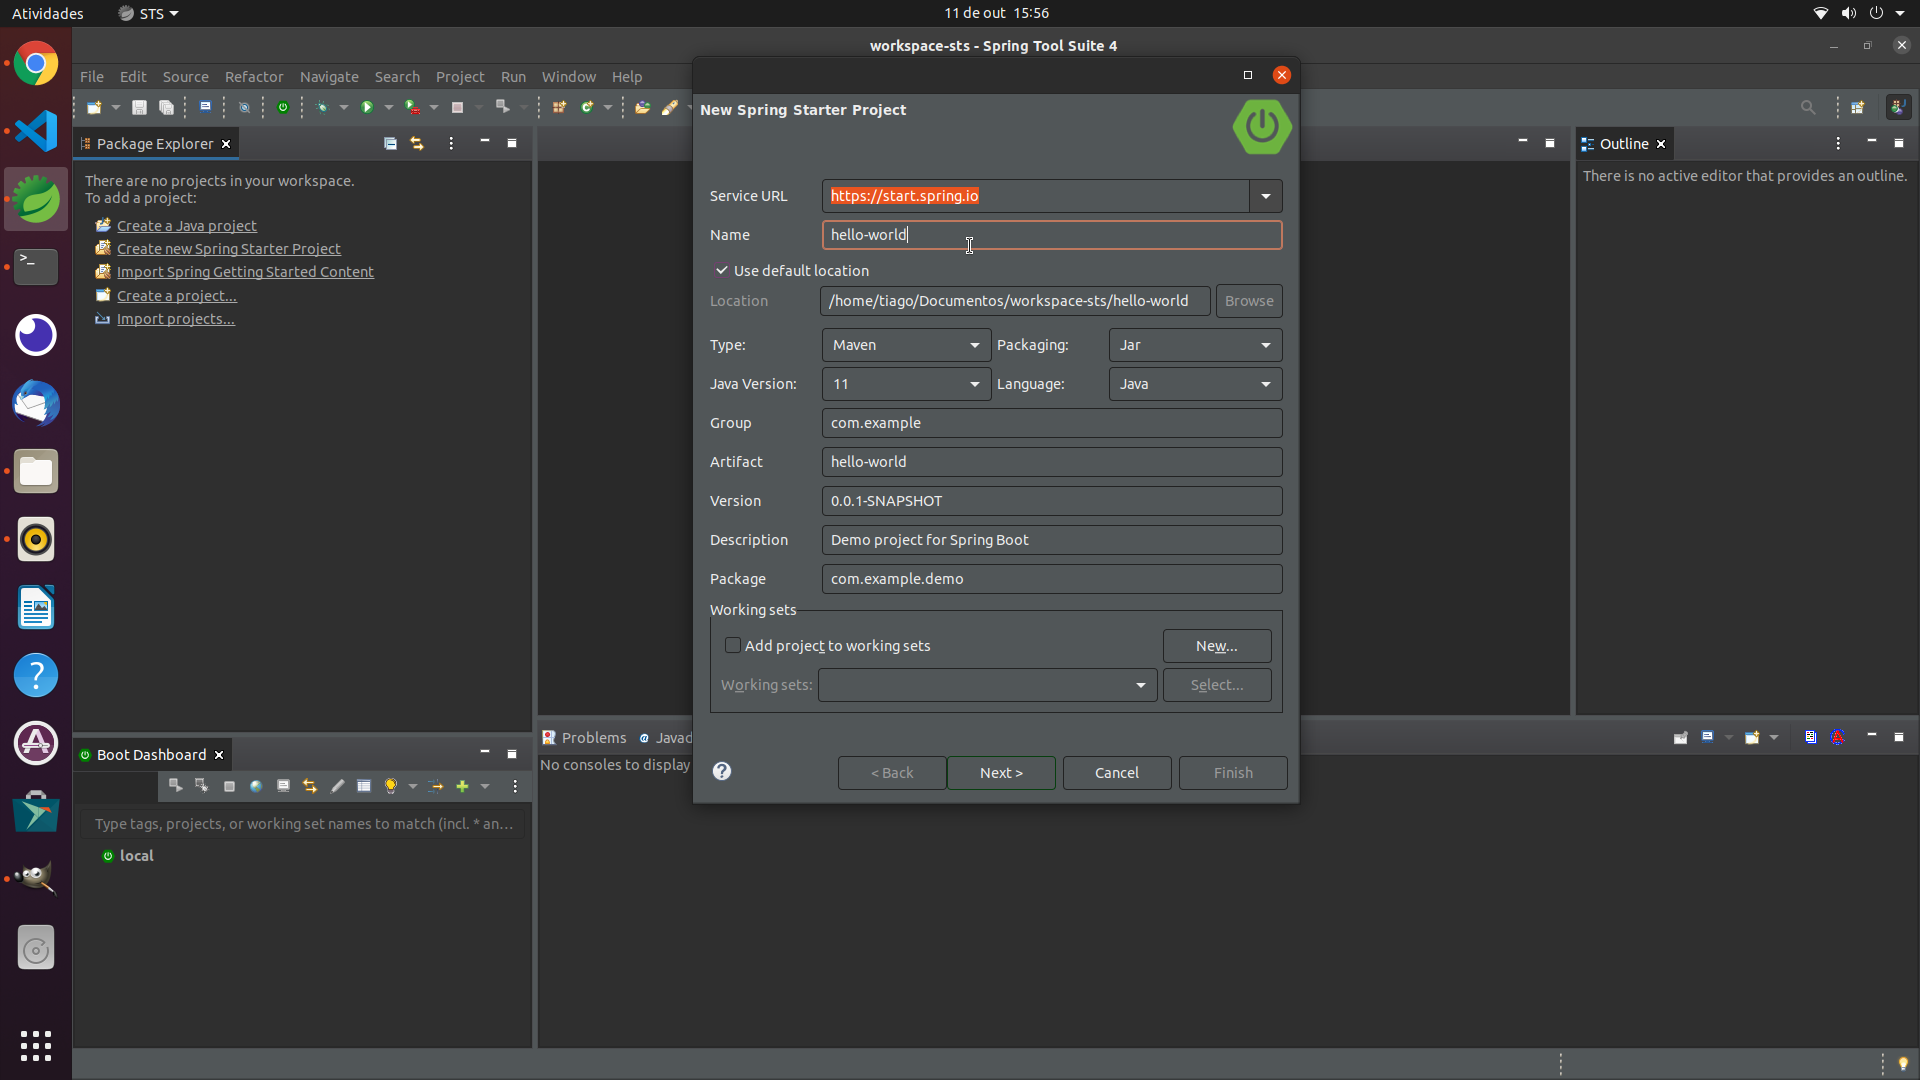 Atividades
STS
11 de out 15:56
workspace-sts - Spring Tool Suite 4
File Edit Source Refactor Navigate Search Project Run Window Help
Package Explorer
There are no projects in your workspace.
To add a project:
Create a Java project
Create new Spring Starter Project
Import Spring Getting Started Content
Create a project...
Import projects...
New Spring Starter Project
Service URL https://start.spring.io
Name hello-world
Use default location
Location /home/tiago/Documentos/workspace-sts/hello-world Browse
Type: Maven Packaging: Jar
Java Version: 11 Language: Java
Group com.example
Artifact hello-world
Version 0.0.1-SNAPSHOT
Description Demo project for Spring Boot
Package com.example.demo
Working sets
Add project to working sets New...
Working sets: Select...
< Back Next > Cancel Finish
Outline
There is no active editor that provides an outline.
Boot Dashboard
Type tags, projects, or working set names to match (incl. * an...
local
Problems Javad
No consoles to display